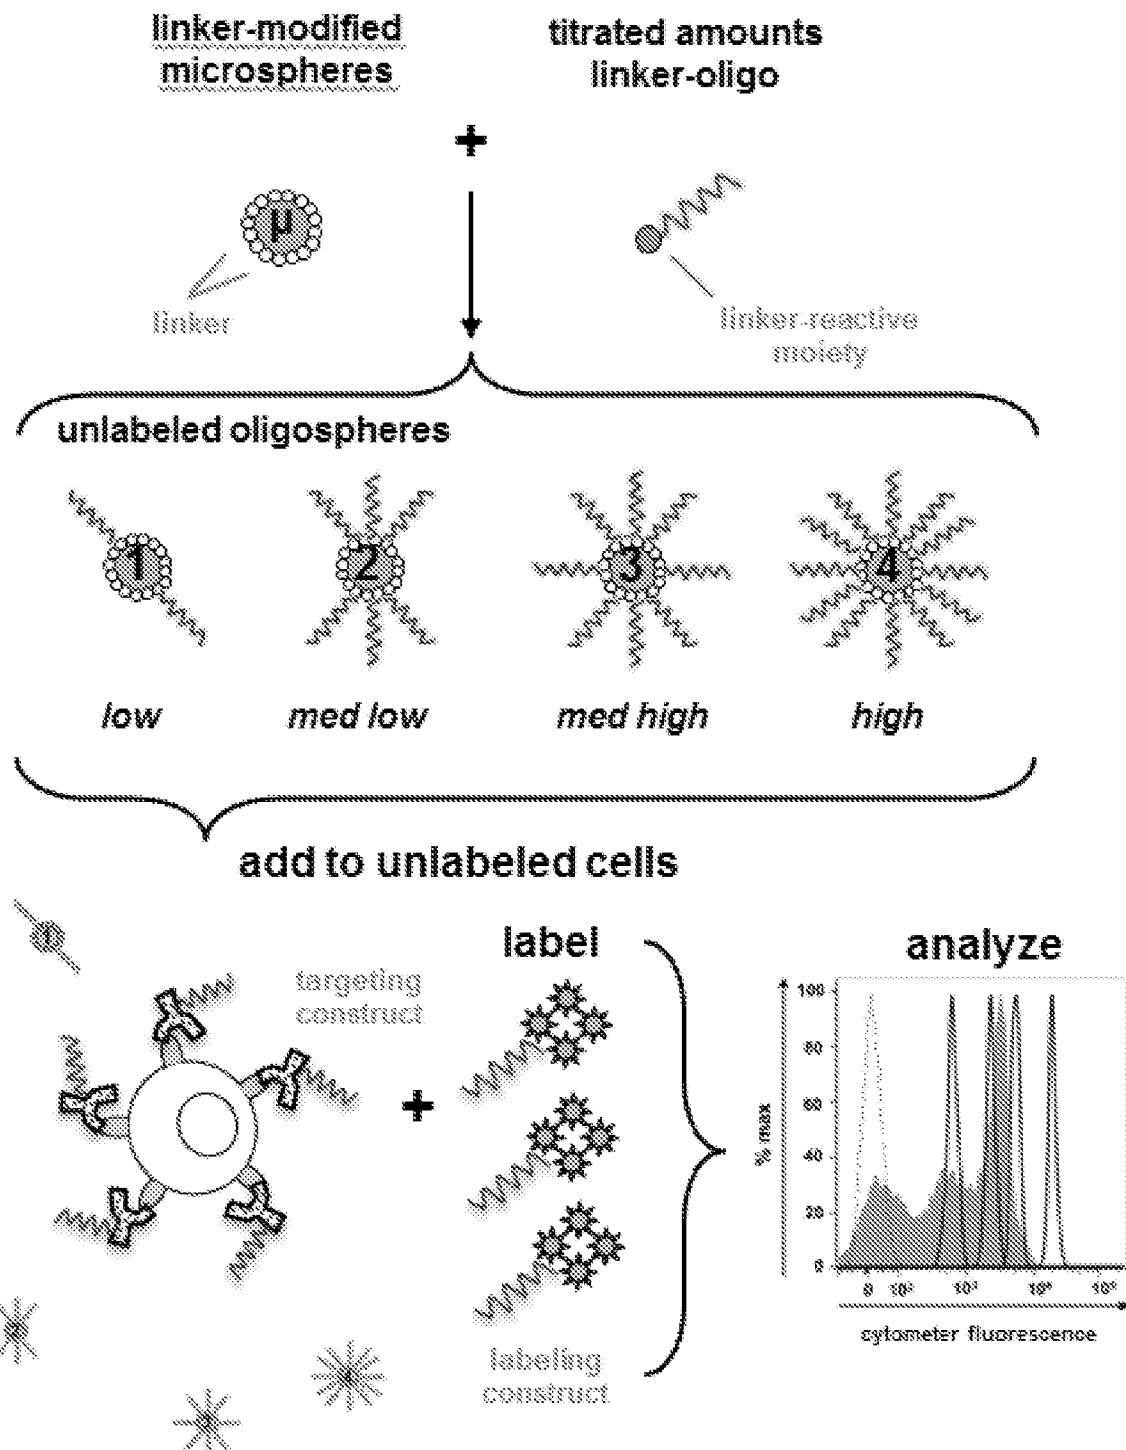 linker-modified
microspheres
titrated amounts
linker-oligo
+
μ
linker
linker-reactive
moiety
unlabeled oligospheres
1
2
3
4
low
med low
med high
high
add to unlabeled cells
1
targeting
construct
+
label
labeling
construct
analyze
100
80
60
40
20
0
% max
0 10² 10³ 10⁴ 10⁵
cytometer fluorescence